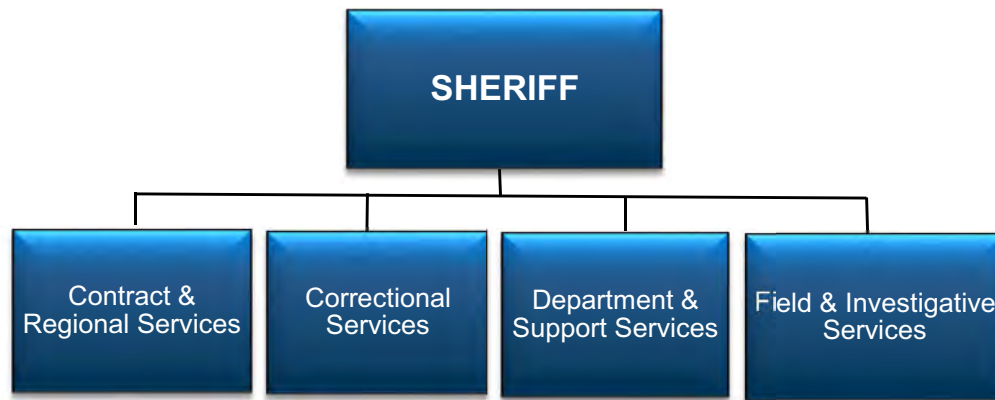 SHERIFF
Contract &
Regional Services
Correctional
Services
Department &
Support Services
Field & Investigative
Services